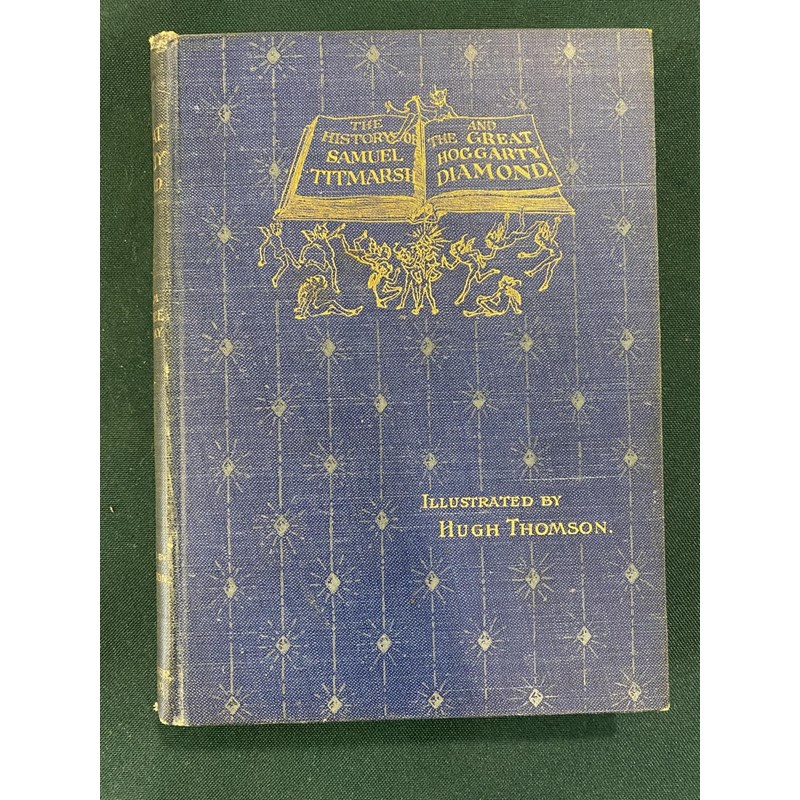 THE
HISTORY OF
SAMUEL
TITMARSH
AND
THE GREAT
HOGGARTY
DIAMOND.
ILLUSTRATED BY
HUGH THOMSON.